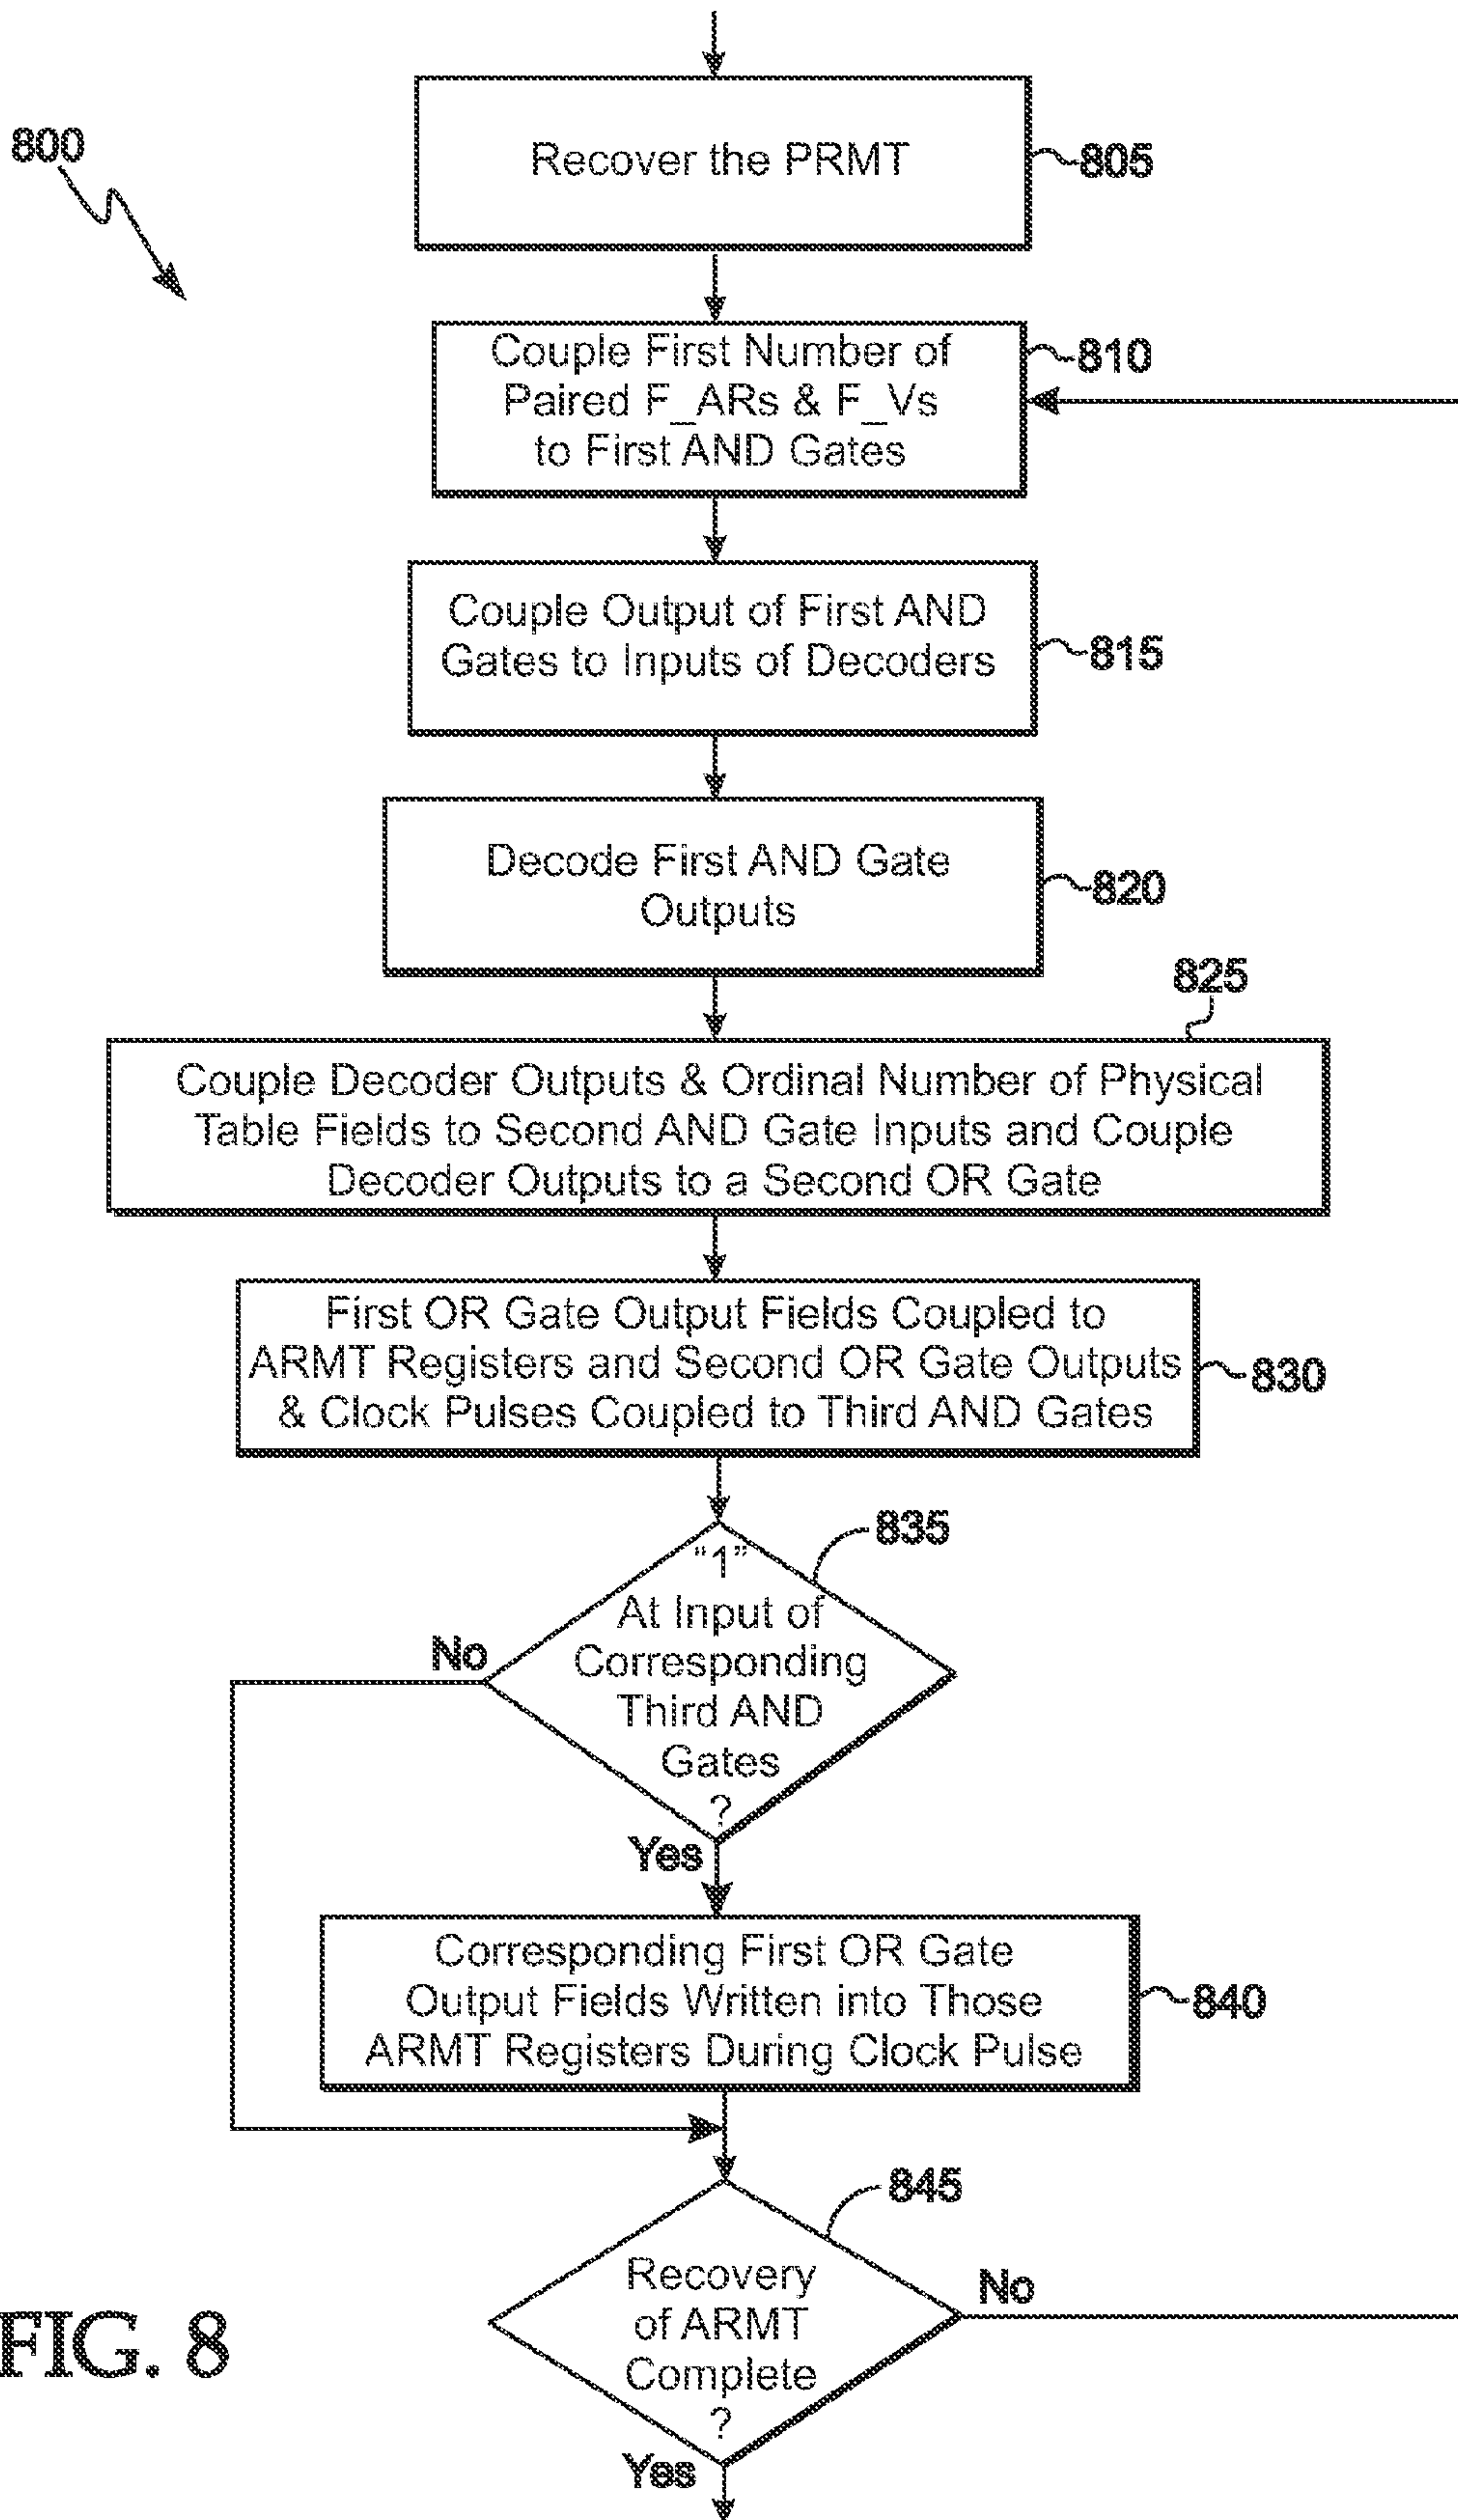 800
Recover the PRMT
805
Couple First Number of
Paired F_ARs & F_Vs
to First AND Gates
810
Couple Output of First AND
Gates to Inputs of Decoders
815
Decode First AND Gate
Outputs
820
825
Couple Decoder Outputs & Ordinal Number of Physical
Table Fields to Second AND Gate Inputs and Couple
Decoder Outputs to a Second OR Gate
First OR Gate Output Fields Coupled to
ARMT Registers and Second OR Gate Outputs
& Clock Pulses Coupled to Third AND Gates
830
835
"1"
At Input of
Corresponding
Third AND
Gates
?
No
Yes
Corresponding First OR Gate
Output Fields Written into Those
ARMT Registers During Clock Pulse
840
845
Recovery
of ARMT
Complete
?
No
Yes
FIG. 8